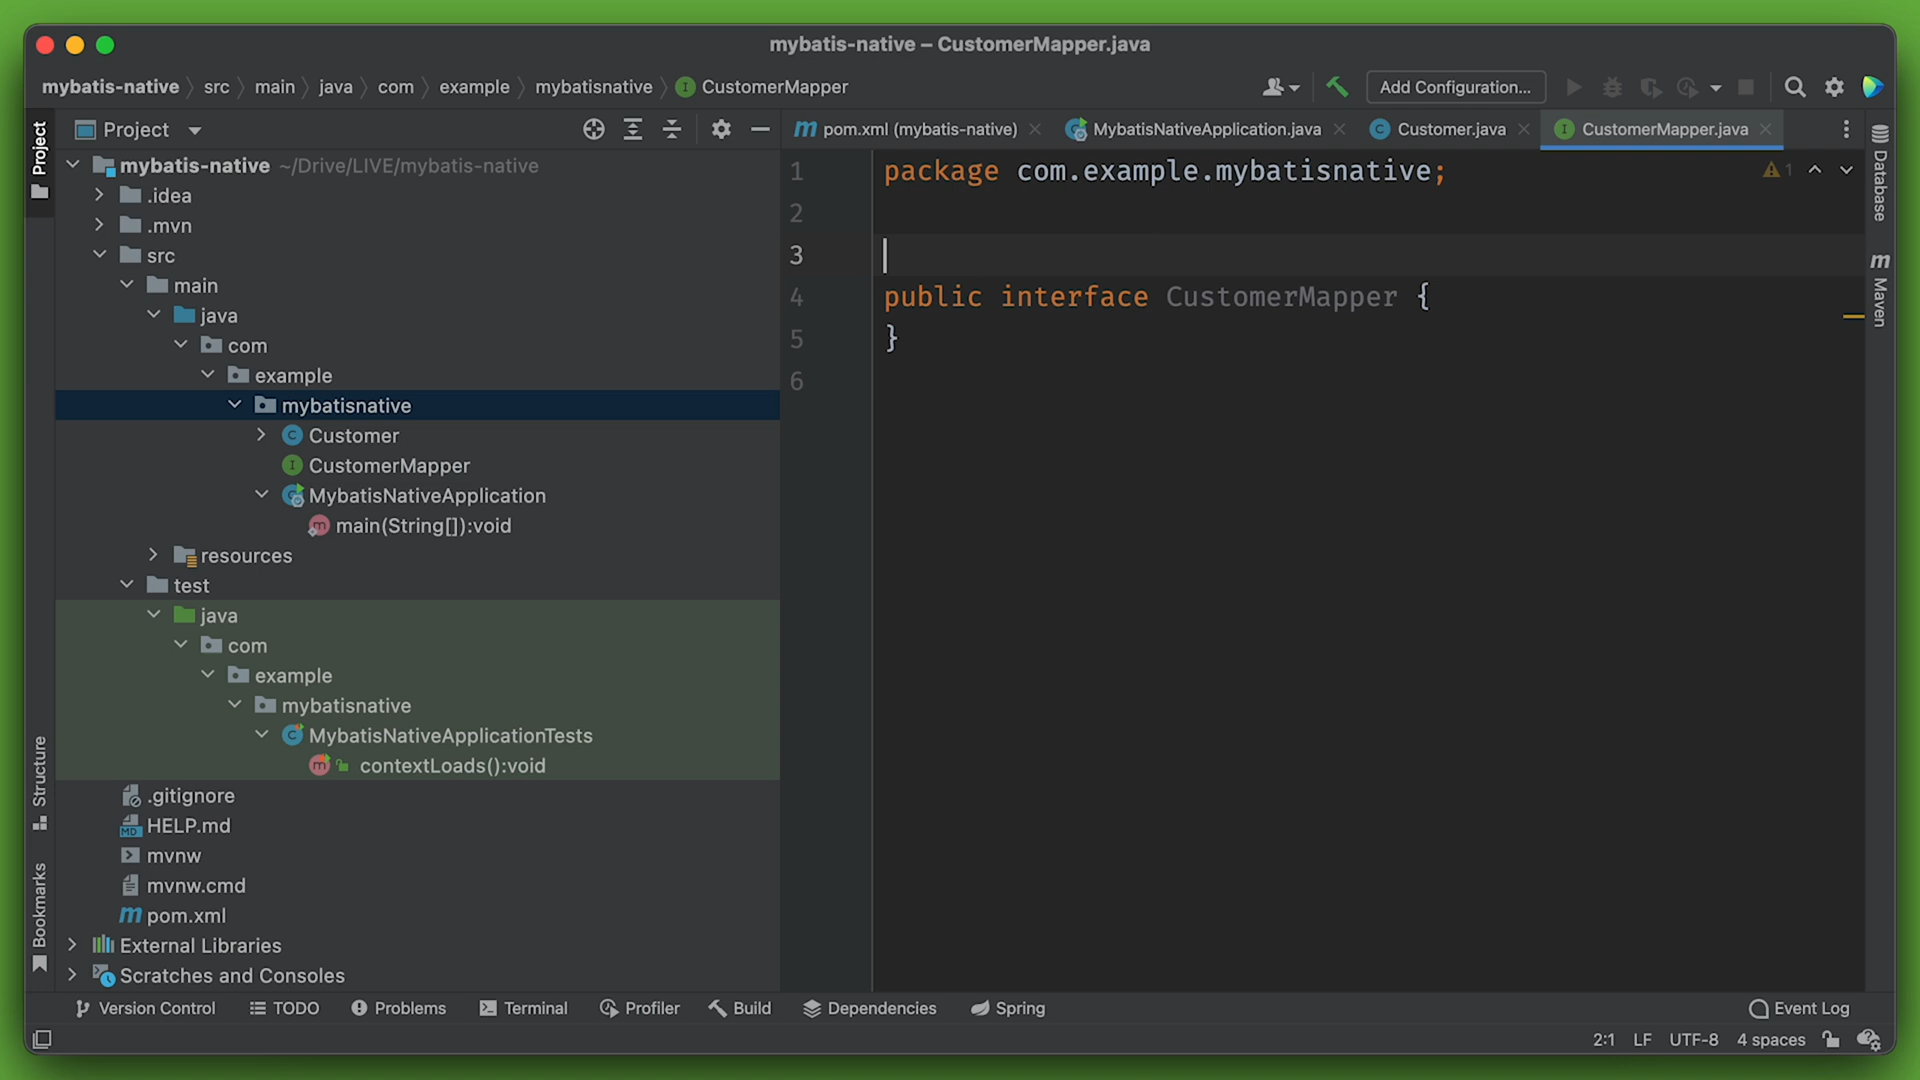 mybatis-native – CustomerMapper.java
mybatis-native src main java com example mybatisnative CustomerMapper
Add Configuration...
Project
pom.xml (mybatis-native)
MybatisNativeApplication.java
Customer.java
CustomerMapper.java
Project
Structure
Bookmarks
mybatis-native ~/Drive/LIVE/mybatis-native
.idea
.mvn
src
main
java
com
example
mybatisnative
Customer
CustomerMapper
MybatisNativeApplication
main(String[]):void
resources
test
java
com
example
mybatisnative
MybatisNativeApplicationTests
contextLoads():void
.gitignore
HELP.md
mvnw
mvnw.cmd
pom.xml
External Libraries
Scratches and Consoles
1 package com.example.mybatisnative;
2
3
4 public interface CustomerMapper {
5 }
6
1
Database
Maven
Version Control TODO Problems Terminal Profiler Build Dependencies Spring Event Log
2:1 LF UTF-8 4 spaces